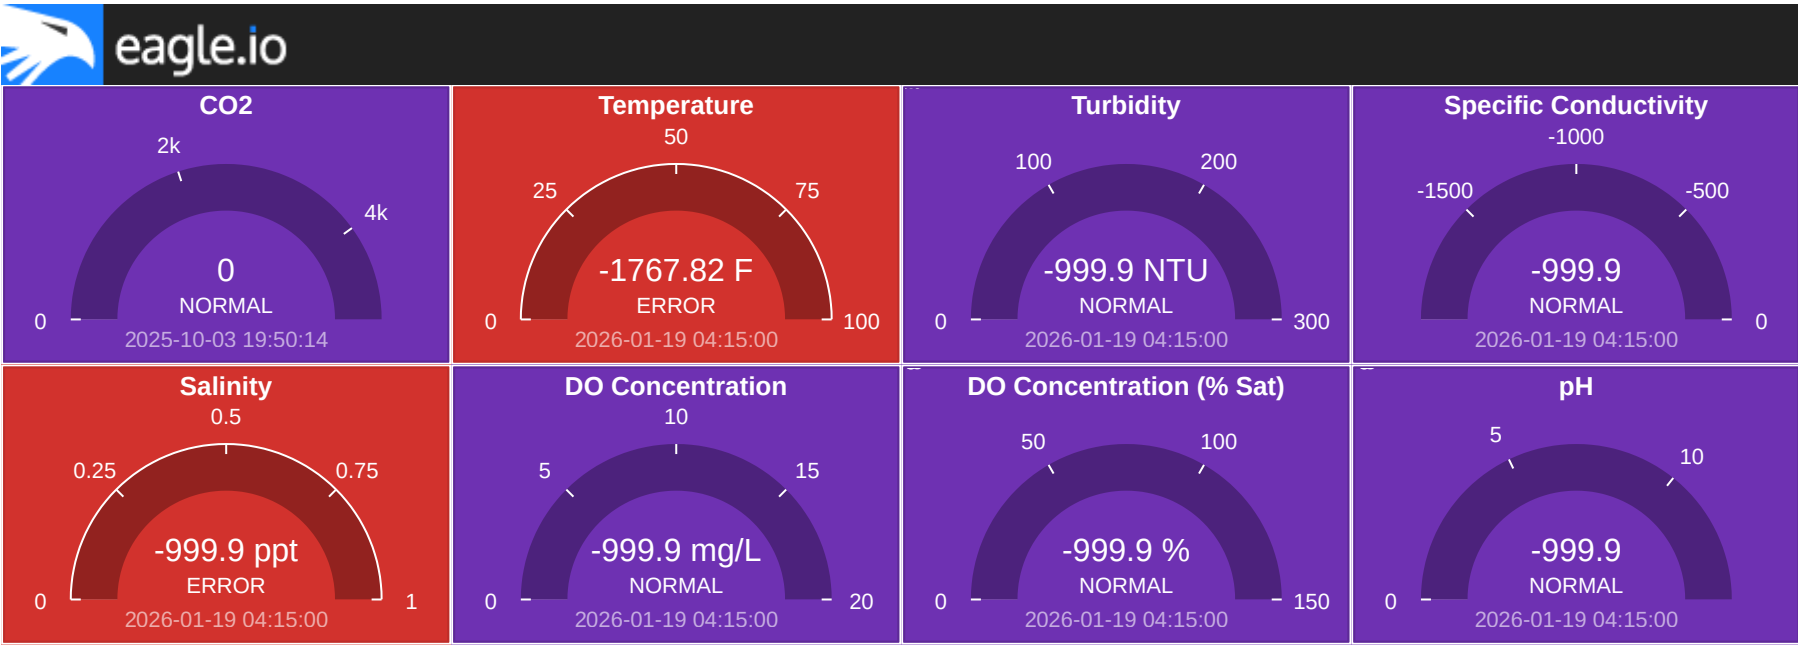 eagle.io
CO2
2k
4k
0
NORMAL
0
2025-10-03 19:50:14
Temperature
50
25
75
-1767.82 F
ERROR
0
100
2026-01-19 04:15:00
Turbidity
100
200
-999.9 NTU
NORMAL
0
300
2026-01-19 04:15:00
Specific Conductivity
-1000
-1500
-500
-999.9
NORMAL
0
2026-01-19 04:15:00
Salinity
0.5
0.25
0.75
-999.9 ppt
ERROR
0
1
2026-01-19 04:15:00
DO Concentration
10
5
15
-999.9 mg/L
NORMAL
0
20
2026-01-19 04:15:00
DO Concentration (% Sat)
50
100
-999.9 %
NORMAL
0
150
2026-01-19 04:15:00
pH
5
10
-999.9
NORMAL
0
2026-01-19 04:15:00